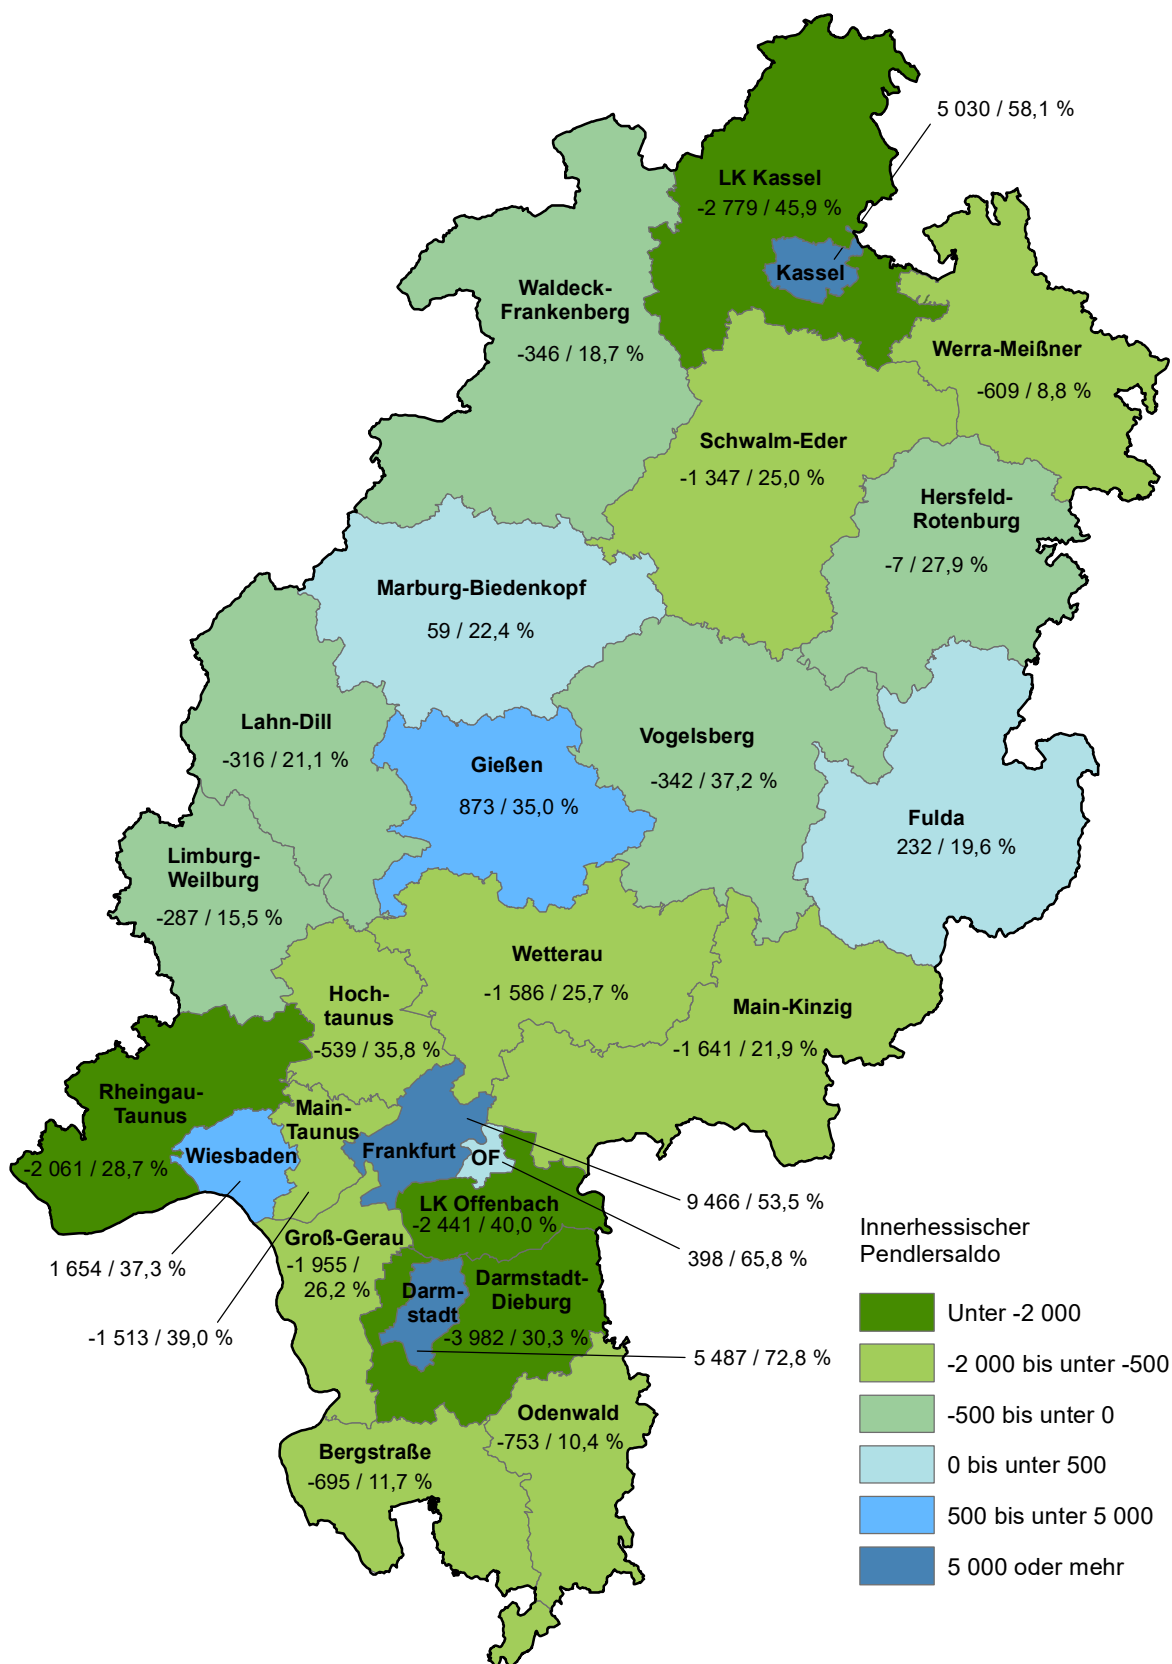 5 030 / 58,1 %
LK Kassel
-2 779 / 45,9 %
Kassel
Waldeck-
Frankenberg
-346 / 18,7 %
Werra-Meißner
-609 / 8,8 %
Schwalm-Eder
-1 347 / 25,0 %
Hersfeld-
Rotenburg
-7 / 27,9 %
Marburg-Biedenkopf
59 / 22,4 %
Lahn-Dill
-316 / 21,1 %
Gießen
873 / 35,0 %
Vogelsberg
-342 / 37,2 %
Fulda
232 / 19,6 %
Limburg-
Weilburg
-287 / 15,5 %
Wetterau
-1 586 / 25,7 %
Hoch-
taunus
-539 / 35,8 %
Main-Kinzig
-1 641 / 21,9 %
Rheingau-
Taunus
-2 061 / 28,7 %
Wiesbaden
Main-
Taunus
Frankfurt
OF
LK Offenbach
-2 441 / 40,0 %
9 466 / 53,5 %
398 / 65,8 %
1 654 / 37,3 %
-1 513 / 39,0 %
Groß-Gerau
-1 955 /
26,2 %
Darm-
stadt
Darmstadt-
Dieburg
-3 982 / 30,3 %
5 487 / 72,8 %
Odenwald
-753 / 10,4 %
Bergstraße
-695 / 11,7 %
Innerhessischer
Pendlersaldo
Unter -2 000
-2 000 bis unter -500
-500 bis unter 0
0 bis unter 500
500 bis unter 5 000
5 000 oder mehr